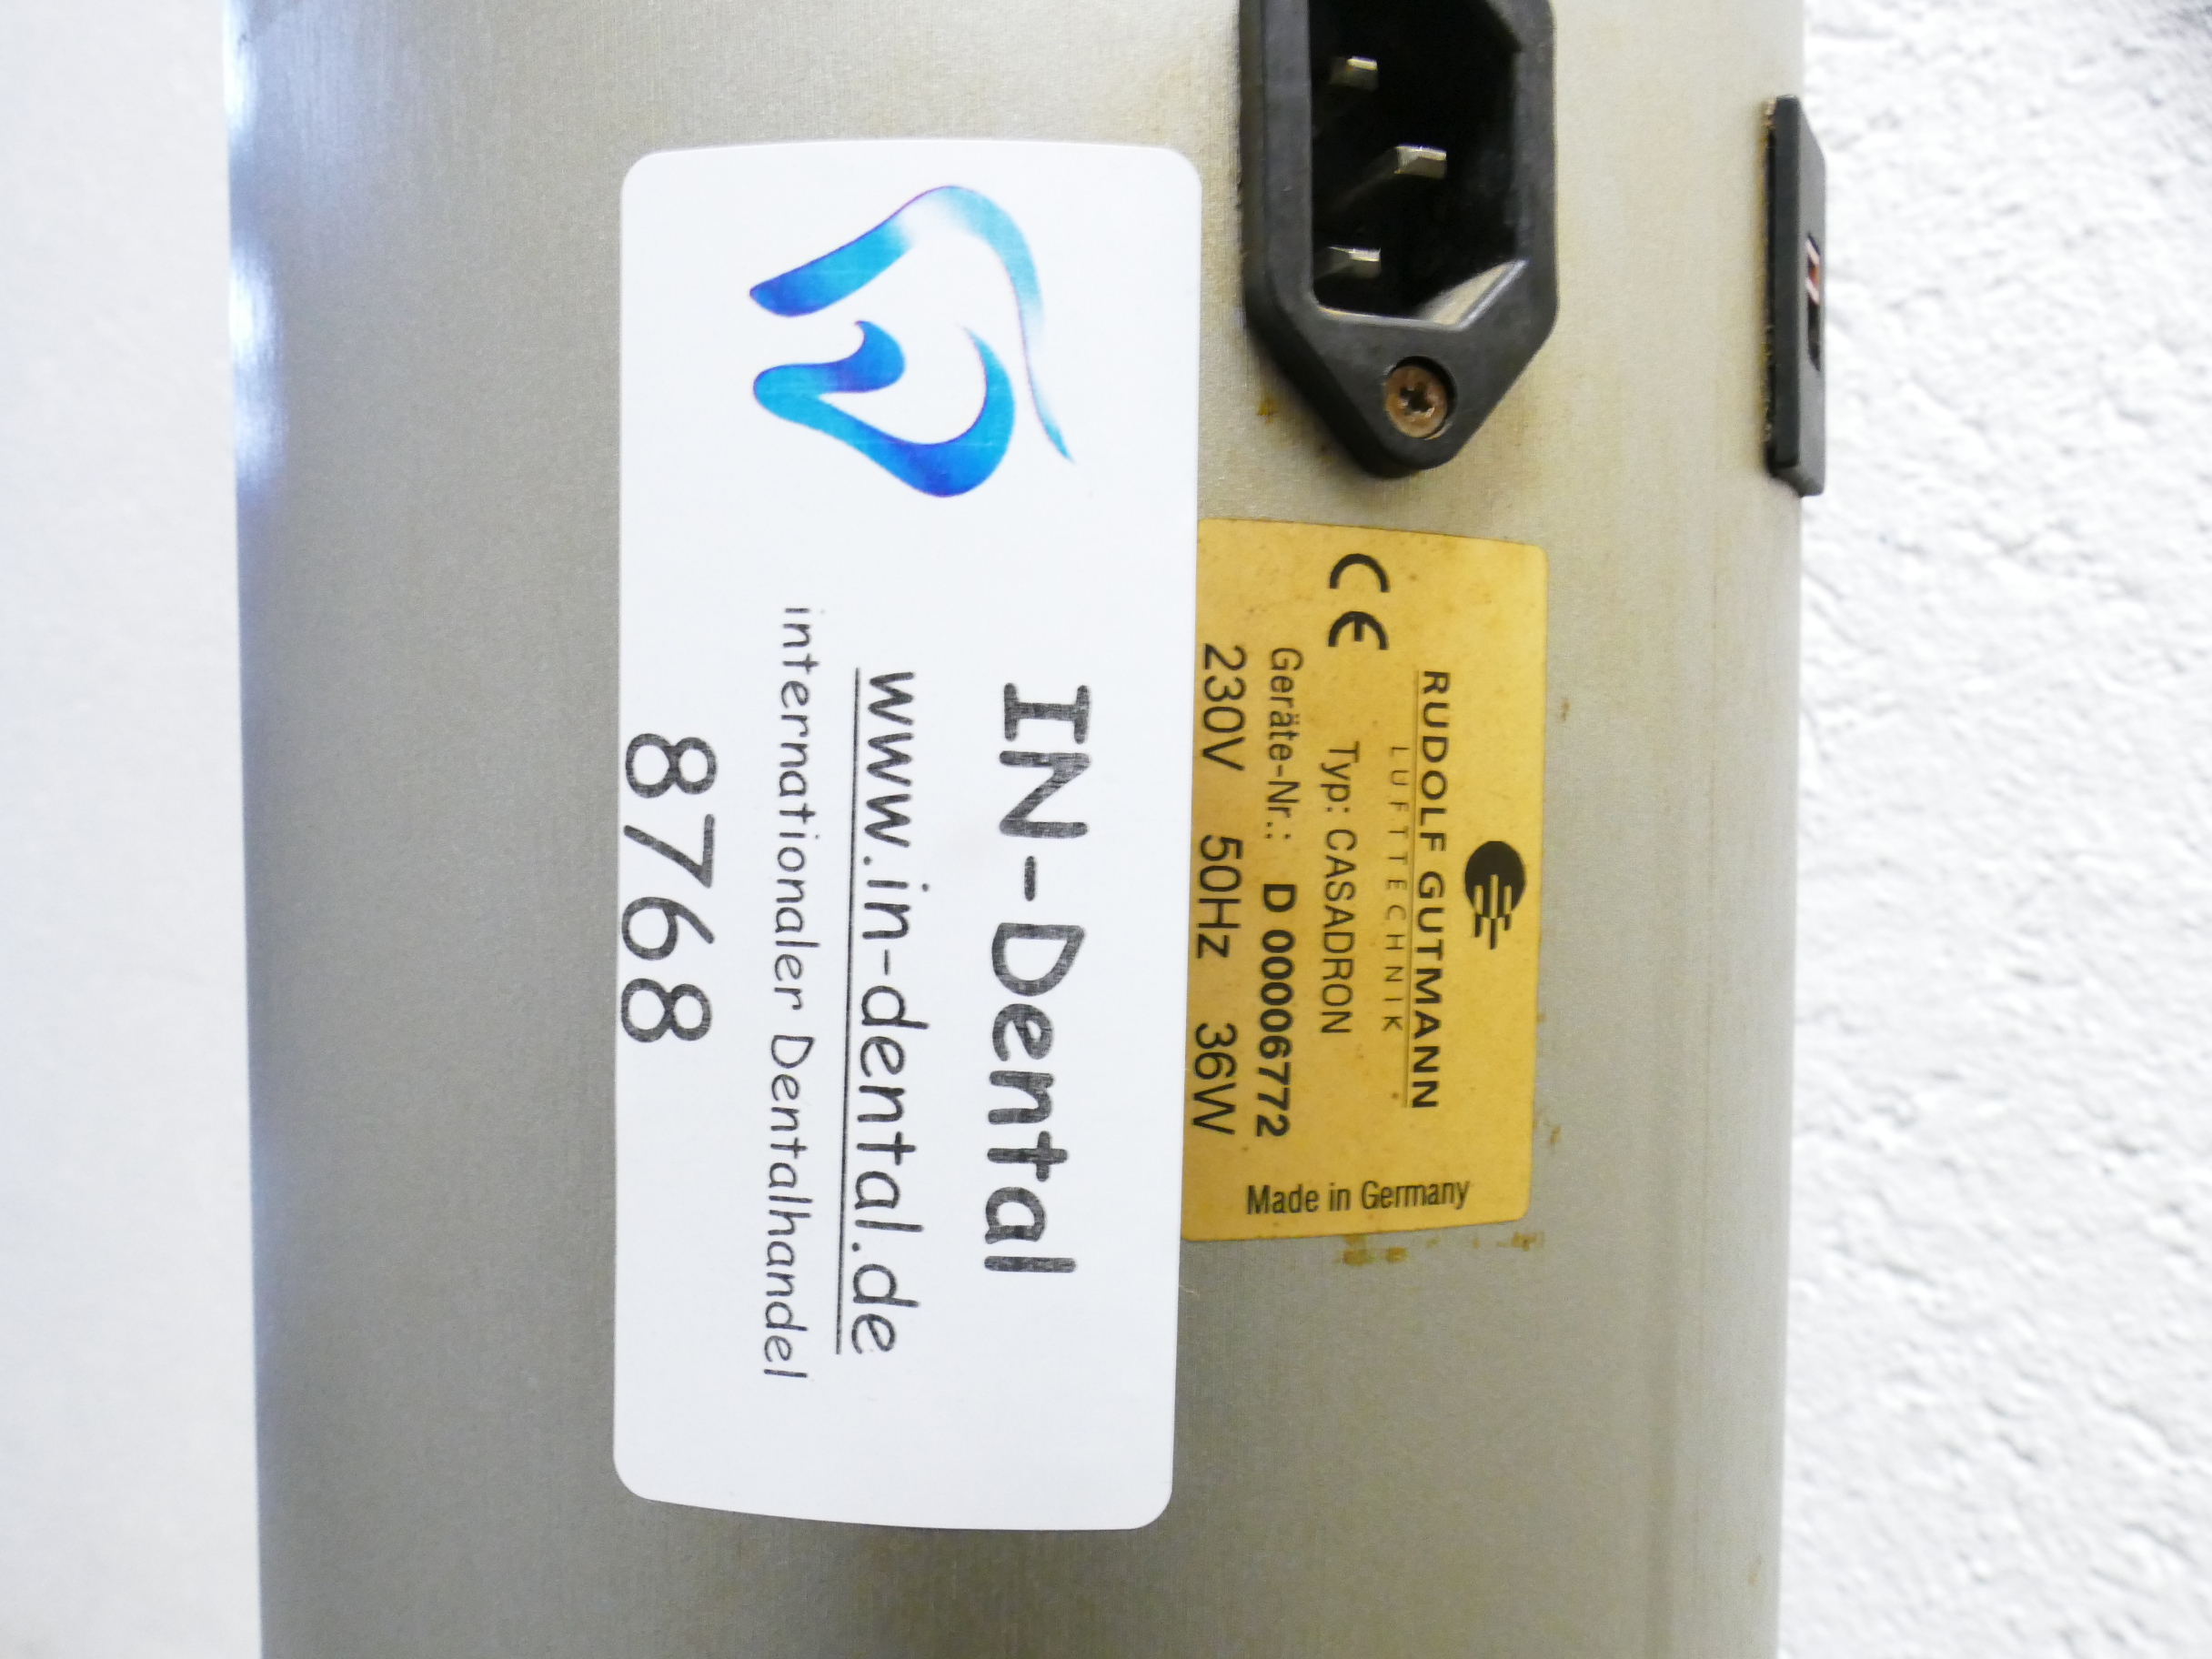 RUDOLF GUTMANN
LUFTTECHNIK
CE
Typ: CASADRON
Geräte-Nr.: D 00006772
230V 50Hz 36W
Made in Germany
IN-Dental
www.in-dental.de
internationaler Dentalhandel
8768